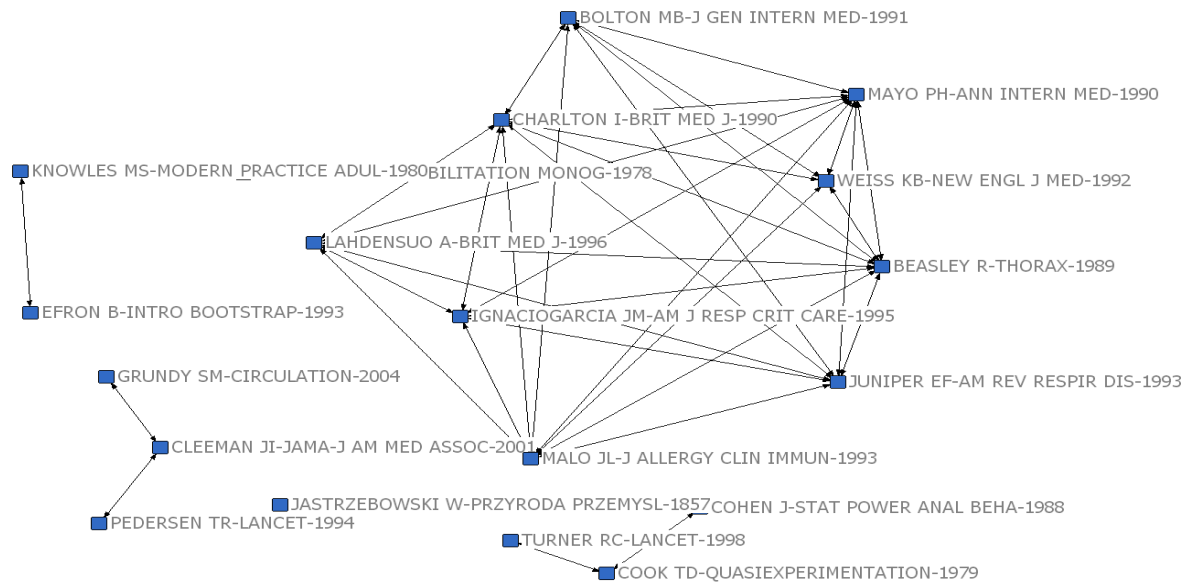 BOLTON MB-J GEN INTERN MED-1991
MAYO PH-ANN INTERN MED-1990
CHARLTON I-BRIT MED J-1990
KNOWLES MS-MODERN_PRACTICE ADUL-1980
BILITATION MONOG-1978
WEISS KB-NEW ENGL J MED-1992
LAHDENSUO A-BRIT MED J-1996
BEASLEY R-THORAX-1989
EFRON B-INTRO BOOTSTRAP-1993
IGNACIOGARCIA JM-AM J RESP CRIT CARE-1995
GRUNDY SM-CIRCULATION-2004
JUNIPER EF-AM REV RESPIR DIS-1993
CLEEMAN JI-JAMA-J AM MED ASSOC-2001
MALO JL-J ALLERGY CLIN IMMUN-1993
JASTRZEBOWSKI W-PRZYRODA PRZEMYSL-1857
COHEN J-STAT POWER ANAL BEHA-1988
PEDERSEN TR-LANCET-1994
TURNER RC-LANCET-1998
COOK TD-QUASIEXPERIMENTATION-1979